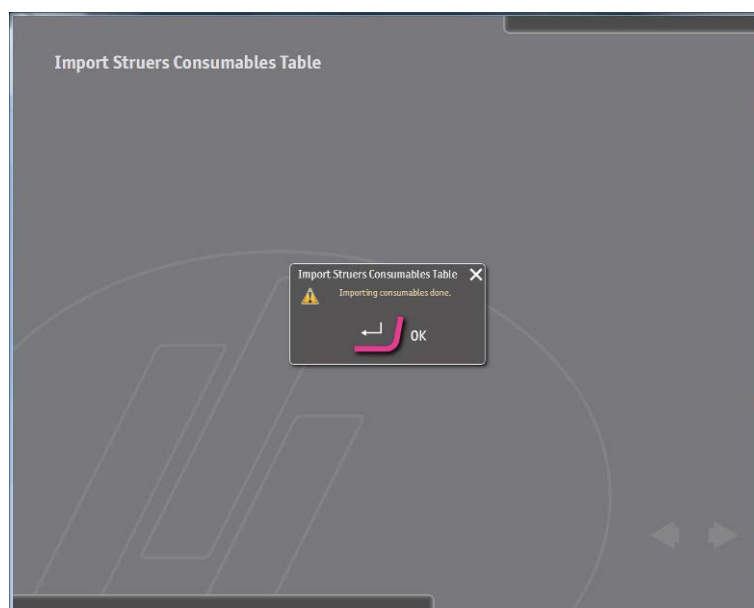 Import Struers Consumables Table
Import Struers Consumables Table
Importing consumables done.
OK